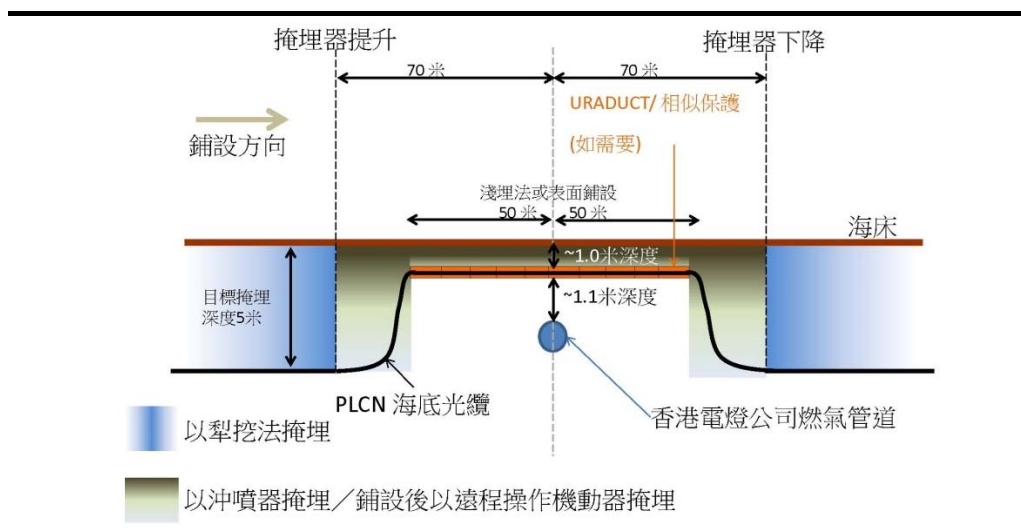 掩埋器提升
掩埋器下降
70 米
70 米
URADUCT/ 相似保護
(如需要)
鋪設方向
淺埋法或表面鋪設
50 米
50 米
海床
~1.0米深度
目標掩埋
深度5米
~1.1米深度
PLCN 海底光纜
香港電燈公司燃氣管道
以犁挖法掩埋
以沖噴器掩埋／鋪設後以遠程操作機動器掩埋